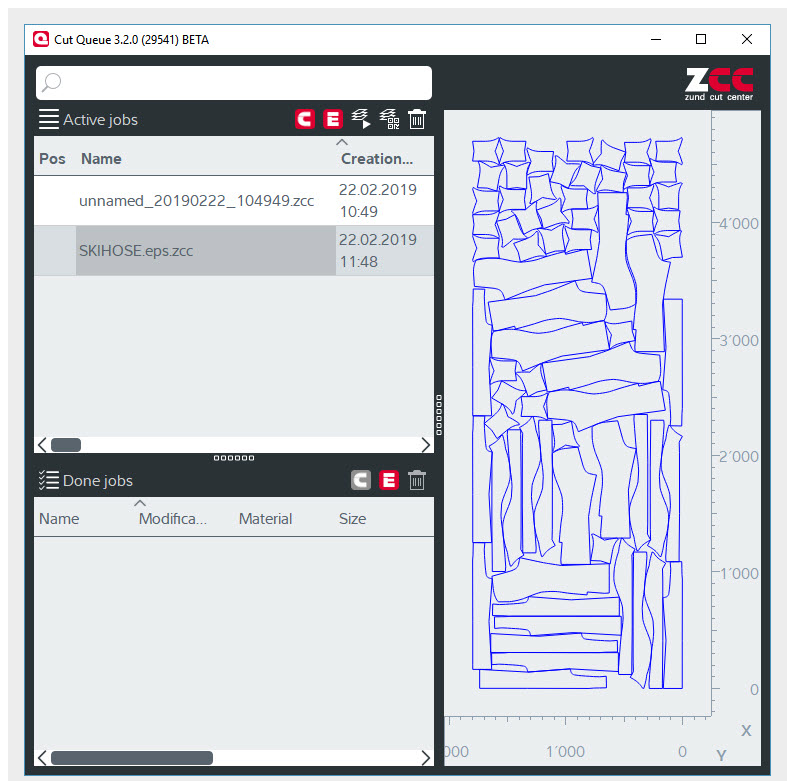 Cut Queue 3.2.0 (29541) BETA
ZCC
zund cut center
Active jobs
C
E
Pos Name Creation...
unnamed_20190222_104949.zcc 22.02.2019
10:49
SKIHOSE.eps.zcc 22.02.2019
11:48
Done jobs
C
E
Name Modifica... Material Size
4'000
3'000
2'000
1'000
0
X
000 1'000 0
Y